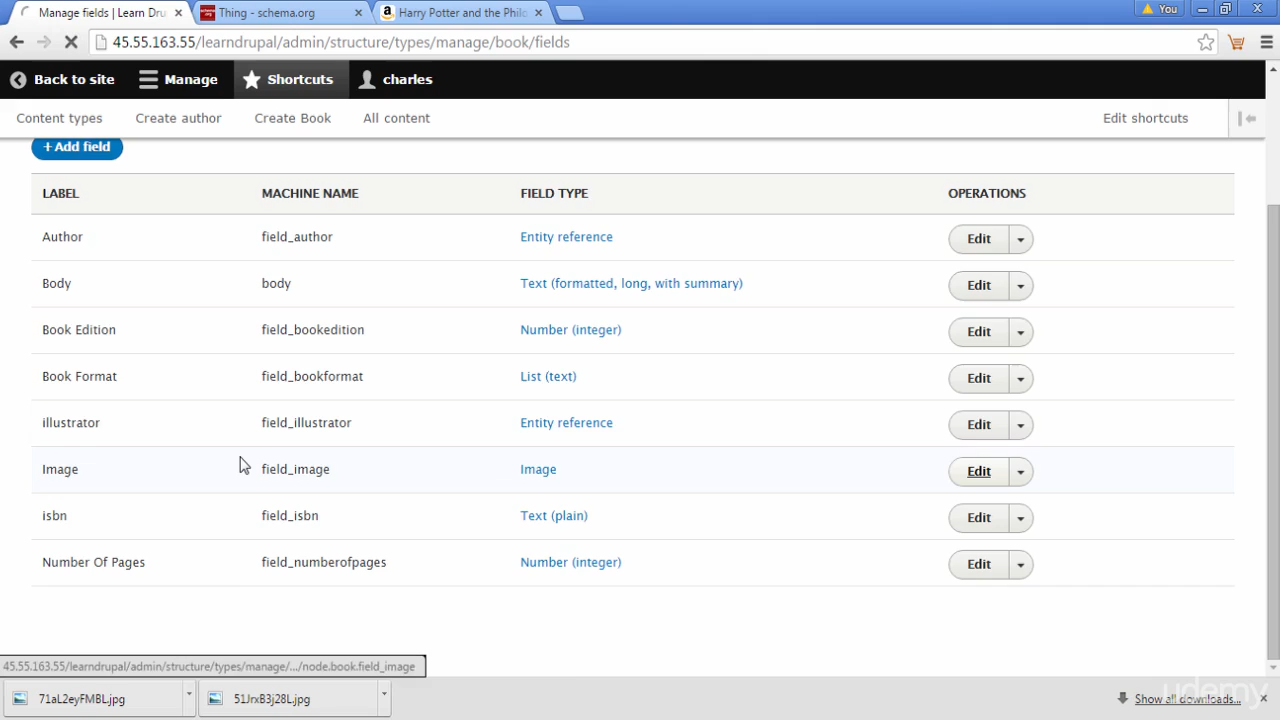 Manage fields | Learn Dru
Thing - schema.org
Harry Potter and the Philo
You
45.55.163.55/learndrupal/admin/structure/types/manage/book/fields
Back to site
Manage
Shortcuts
charles
Content types
Create author
Create Book
All content
Edit shortcuts
+ Add field
LABEL MACHINE NAME FIELD TYPE OPERATIONS
Author field_author Entity reference Edit
Body body Text (formatted, long, with summary) Edit
Book Edition field_bookedition Number (integer) Edit
Book Format field_bookformat List (text) Edit
illustrator field_illustrator Entity reference Edit
Image field_image Image Edit
isbn field_isbn Text (plain) Edit
Number Of Pages field_numberofpages Number (integer) Edit
45.55.163.55/learndrupal/admin/structure/types/manage/.../node.book.field_image
71aL2eyFMBL.jpg
51JrxB3j28L.jpg
Show all downloads...
udemy